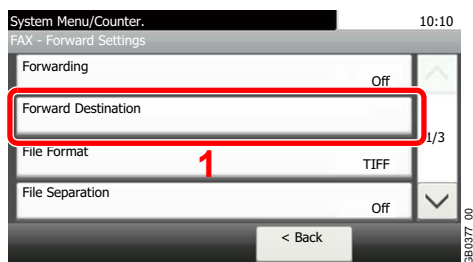 System Menu/Counter. 10:10
FAX - Forward Settings
Forwarding
Off
Forward Destination
1/3
File Format
1
TIFF
File Separation
Off
< Back
GB0377_00